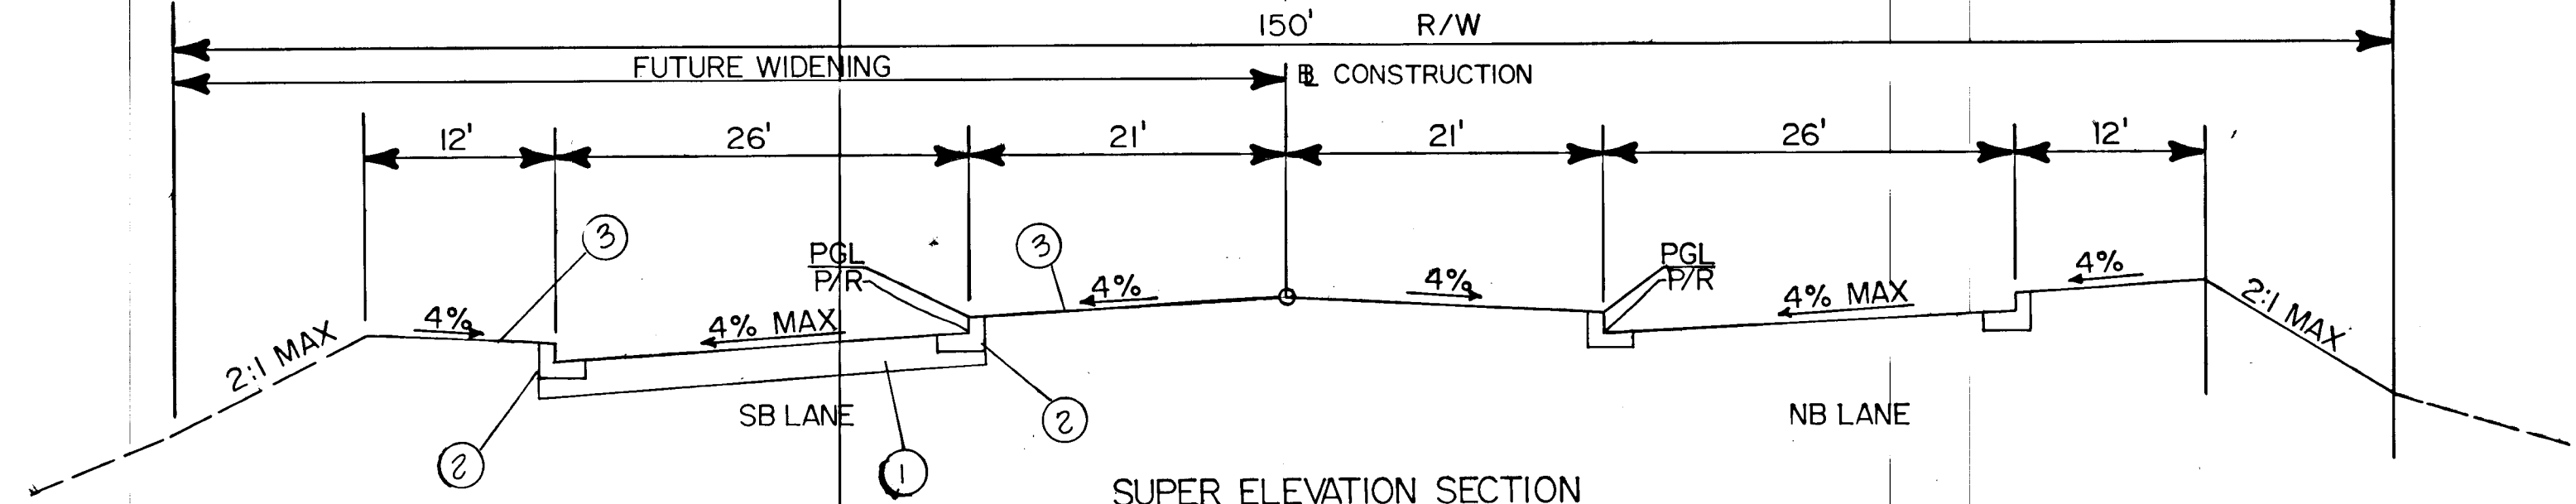 150' R/W
FUTURE WIDENING
BL CONSTRUCTION
12' 26' 21' 21' 26' 12'
3 3
PGL PGL
P/R P/R
4% 4% 4%
4% 4% MAX 4% MAX
2:1 MAX 2:1 MAX
SB LANE NB LANE
2 2
1
SUPER ELEVATION SECTION